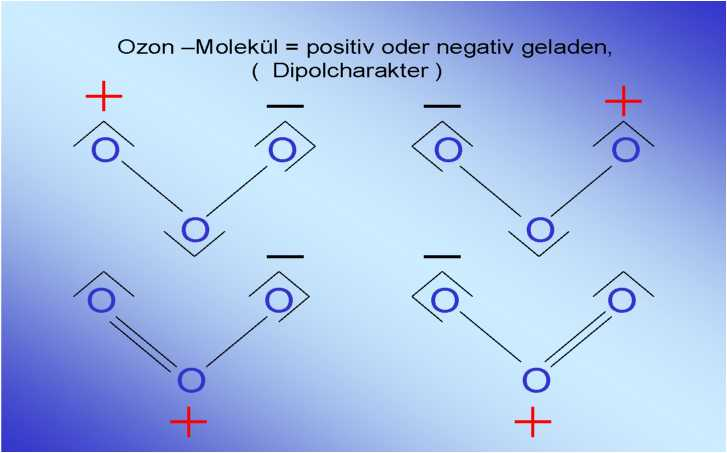 Ozon –Molekül = positiv oder negativ geladen,
( Dipolcharakter )
+ – – +
O O O O
O O
– –
O O O O
O O
+ +